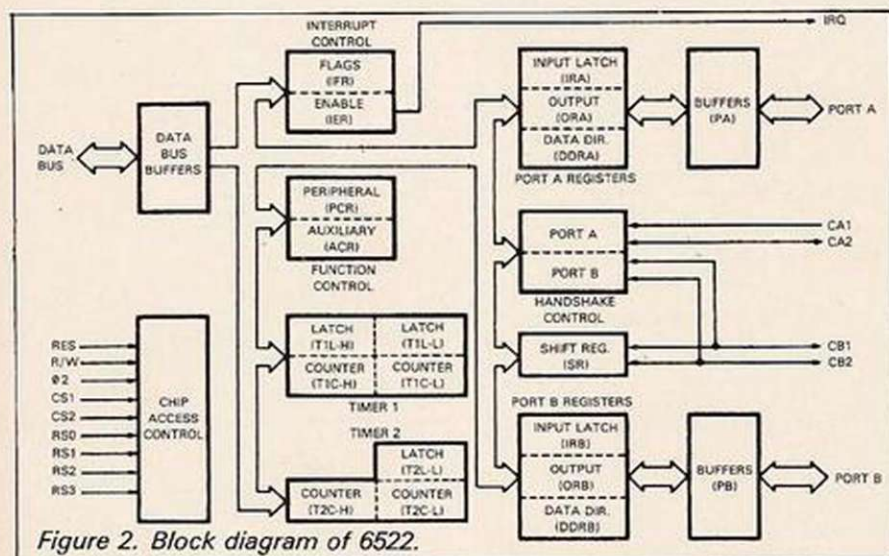 INTERRUPT
CONTROL
FLAGS
(IFR)
ENABLE
(IER)
IRQ
DATA
BUS
DATA
BUS
BUFFERS
PERIPHERAL
(PCR)
AUXILIARY
(ACR)
FUNCTION
CONTROL
LATCH
(T1L-H)
LATCH
(T1L-L)
COUNTER
(T1C-H)
COUNTER
(T1C-L)
TIMER 1
TIMER 2
LATCH
(T2L-L)
COUNTER
(T2C-H)
COUNTER
(T2C-L)
RES
R/W
Ø2
CS1
CS2
RS0
RS1
RS2
RS3
CHIP
ACCESS
CONTROL
INPUT LATCH
(IRA)
OUTPUT
(ORA)
DATA DIR.
(DDRA)
PORT A REGISTERS
BUFFERS
(PA)
PORT A
PORT A
PORT B
HANDSHAKE
CONTROL
CA1
CA2
SHIFT REG.
(SR)
CB1
CB2
PORT B REGISTERS
INPUT LATCH
(IRB)
OUTPUT
(ORB)
DATA DIR.
(DDRB)
BUFFERS
(PB)
PORT B
Figure 2. Block diagram of 6522.